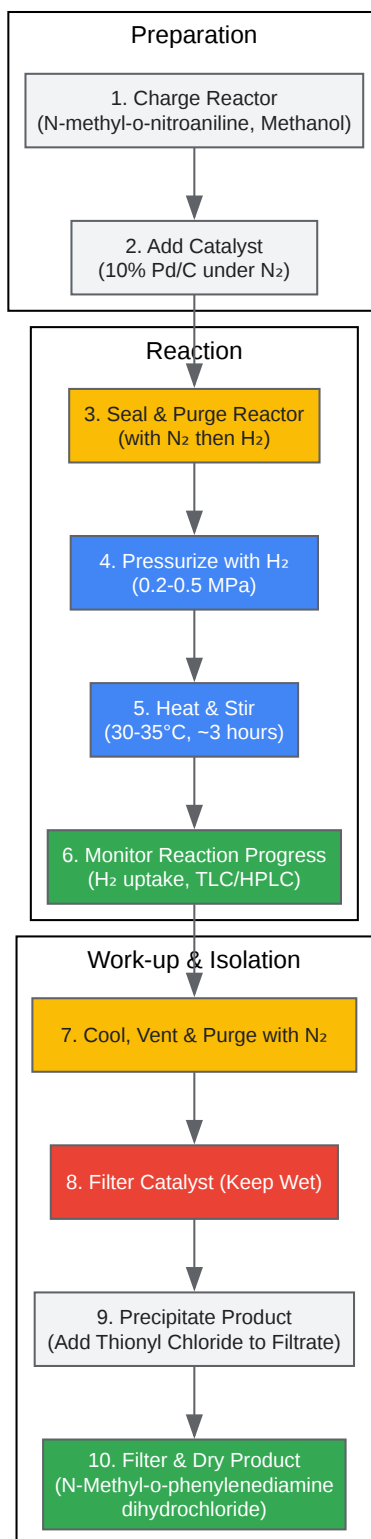 Preparation
1. Charge Reactor
(N-methyl-o-nitroaniline, Methanol)
2. Add Catalyst
(10% Pd/C under N₂)
Reaction
3. Seal & Purge Reactor
(with N₂ then H₂)
4. Pressurize with H₂
(0.2-0.5 MPa)
5. Heat & Stir
(30-35°C, ~3 hours)
6. Monitor Reaction Progress
(H₂ uptake, TLC/HPLC)
Work-up & Isolation
7. Cool, Vent & Purge with N₂
8. Filter Catalyst (Keep Wet)
9. Precipitate Product
(Add Thionyl Chloride to Filtrate)
10. Filter & Dry Product
(N-Methyl-o-phenylenediamine
dihydrochloride)